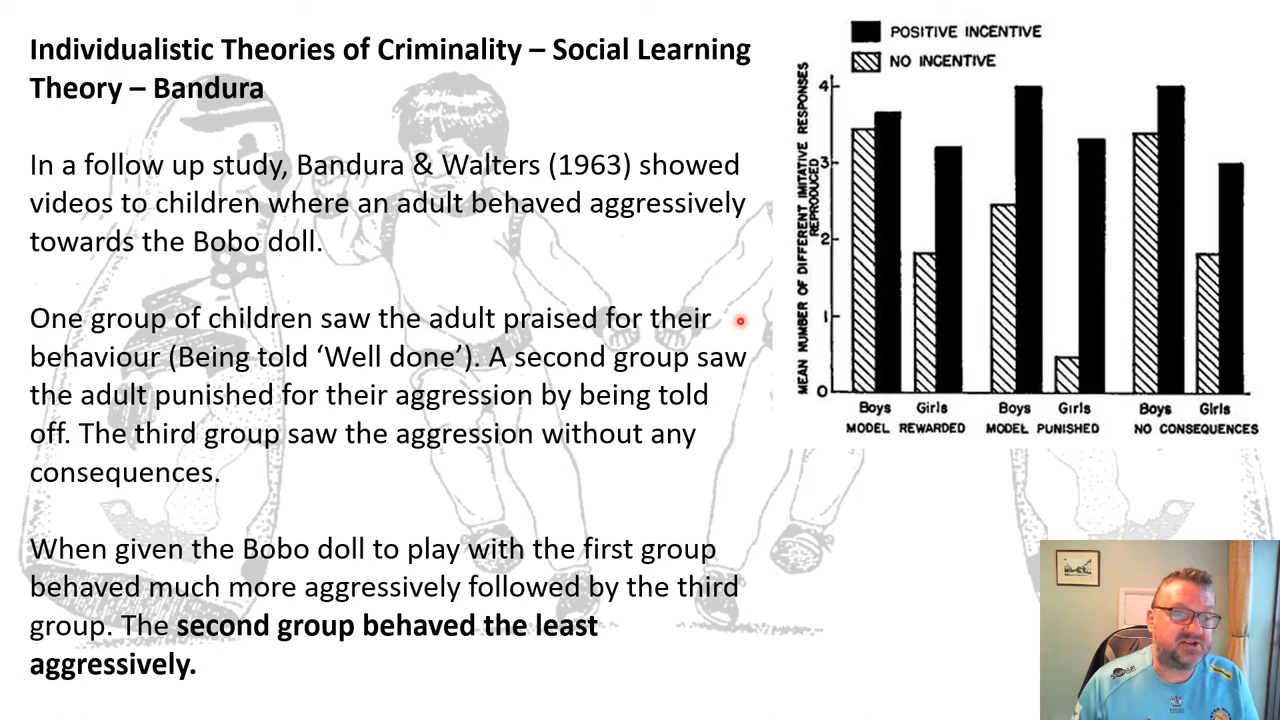 Individualistic Theories of Criminality – Social Learning
Theory – Bandura
In a follow up study, Bandura & Walters (1963) showed
videos to children where an adult behaved aggressively
towards the Bobo doll.
One group of children saw the adult praised for their
behaviour (Being told ‘Well done’). A second group saw
the adult punished for their aggression by being told
off. The third group saw the aggression without any
consequences.
When given the Bobo doll to play with the first group
behaved much more aggressively followed by the third
group. The second group behaved the least
aggressively.
POSITIVE INCENTIVE
NO INCENTIVE
MEAN NUMBER OF DIFFERENT IMITATIVE RESPONSES
REPRODUCED
4
3
2
1
0
Boys Girls Boys Girls Boys Girls
MODEL REWARDED MODEL PUNISHED NO CONSEQUENCES